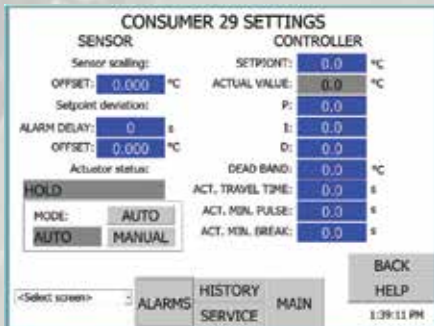 CONSUMER 29 SETTINGS
SENSOR
Sensor scalling:
OFFSET: 0.000 °C
Setpoint deviation:
ALARM DELAY: 0 s
OFFSET: 0.000 °C
Actuator status:
HOLD
MODE: AUTO
AUTO MANUAL
CONTROLLER
SETPIONT: 0.0 °C
ACTUAL VALUE: 0.0 °C
P: 0.0
I: 0.0
D: 0.0
DEAD BAND: 0.0 °C
ACT. TRAVEL TIME: 0.0 s
ACT. MIN. PULSE: 0.0 s
ACT. MIN. BREAK: 0.0 s
<Select screen>
ALARMS
HISTORY
SERVICE
MAIN
BACK
HELP
1:39:11 PM